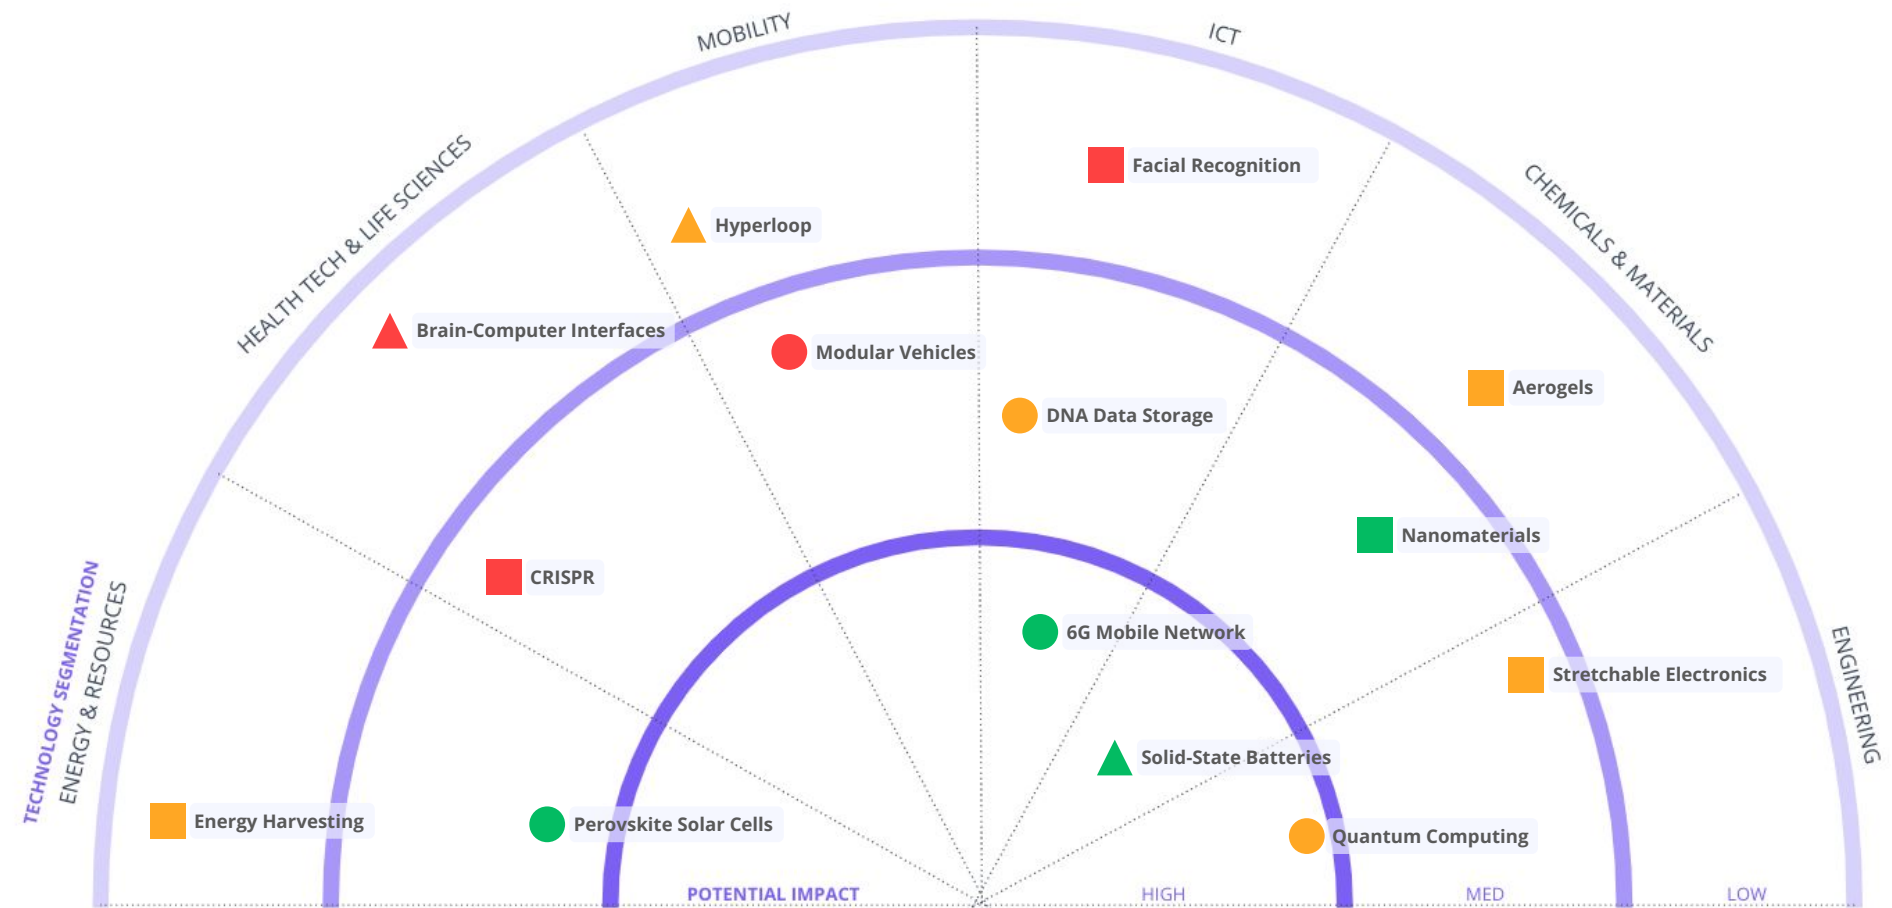 MOBILITY
ICT
HEALTH TECH & LIFE SCIENCES
CHEMICALS & MATERIALS
Facial Recognition
Hyperloop
Brain-Computer Interfaces
Modular Vehicles
Aerogels
DNA Data Storage
Nanomaterials
CRISPR
TECHNOLOGY SEGMENTATION
ENERGY & RESOURCES
6G Mobile Network
ENGINEERING
Stretchable Electronics
Solid-State Batteries
Energy Harvesting
Perovskite Solar Cells
Quantum Computing
POTENTIAL IMPACT
HIGH
MED
LOW